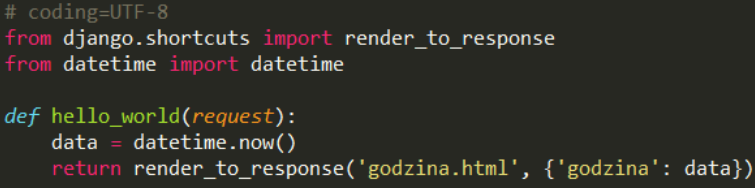 # coding=UTF-8
from django.shortcuts import render_to_response
from datetime import datetime

def hello_world(request):
    data = datetime.now()
    return render_to_response('godzina.html', {'godzina': data})